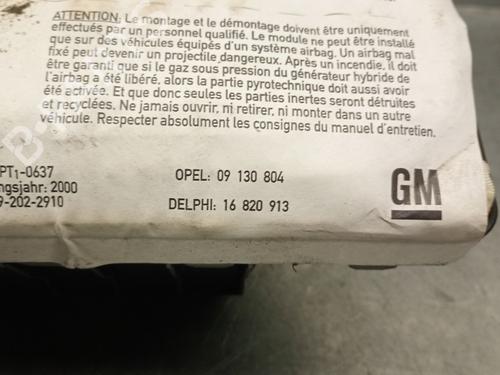 ATTENTION: Le montage et le démontage doivent être uniquement
effectués par un personnel qualifié. Le module ne peut être installé
que sur des véhicules équipés d'un système airbag. Un airbag mal
fixé peut devenir un projectile dangereux. Après un incendie, il doit
être garanti que si le gaz sous pression du générateur hybride de
l'airbag a été libéré, alors la partie pyrotechnique doit aussi avoir
été activée. Et que donc seules les parties inertes seront détruites
et recyclées. Ne jamais ouvrir, ni retirer, ni monter dans un autre
véhicule. Respecter absolument les consignes du manuel d'entretien.
PT1-0637
ngsjahr: 2000
9-202-2910
OPEL: 09 130 804
DELPHI: 16 820 913
GM